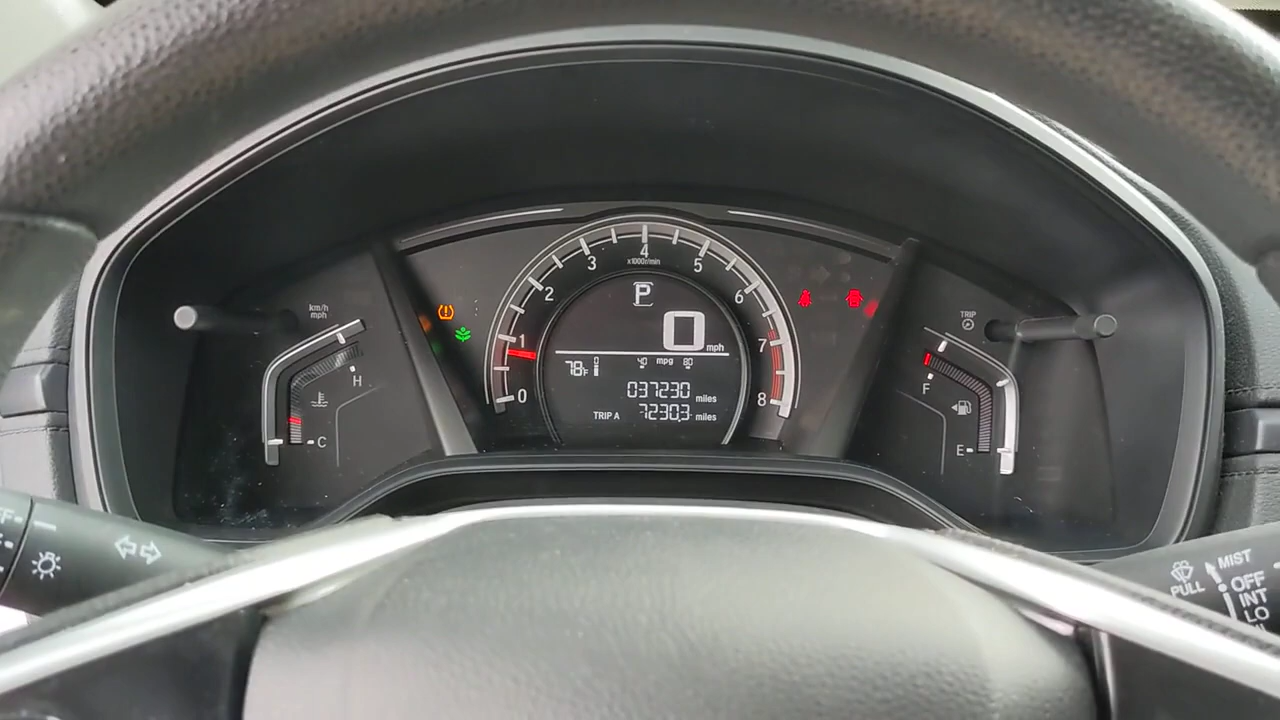 km/h
mph
H
C
0
1
2
3
4
x1000r/min
5
6
7
8
P
0 mph
78°F
0 40 mpg 80
037230 miles
TRIP A 7230.3 miles
TRIP
F
E
MIST
PULL
OFF
INT
LO